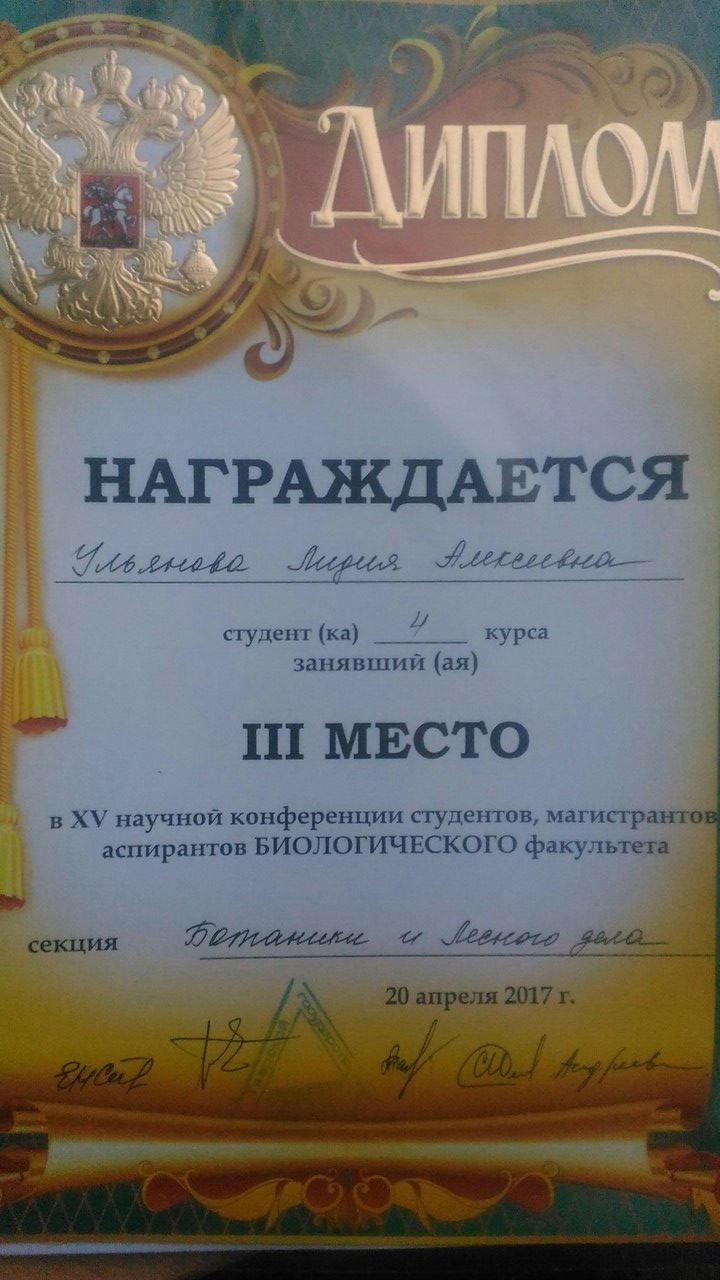 Диплом
НАГРАЖДАЕТСЯ
Ульянова Лидия Алексеевна
студент (ка) 4 курса
занявший (ая)
III МЕСТО
в XV научной конференции студентов, магистрантов
аспирантов БИОЛОГИЧЕСКОГО факультета
секция Ботаники и Лесного дела
20 апреля 2017 г.